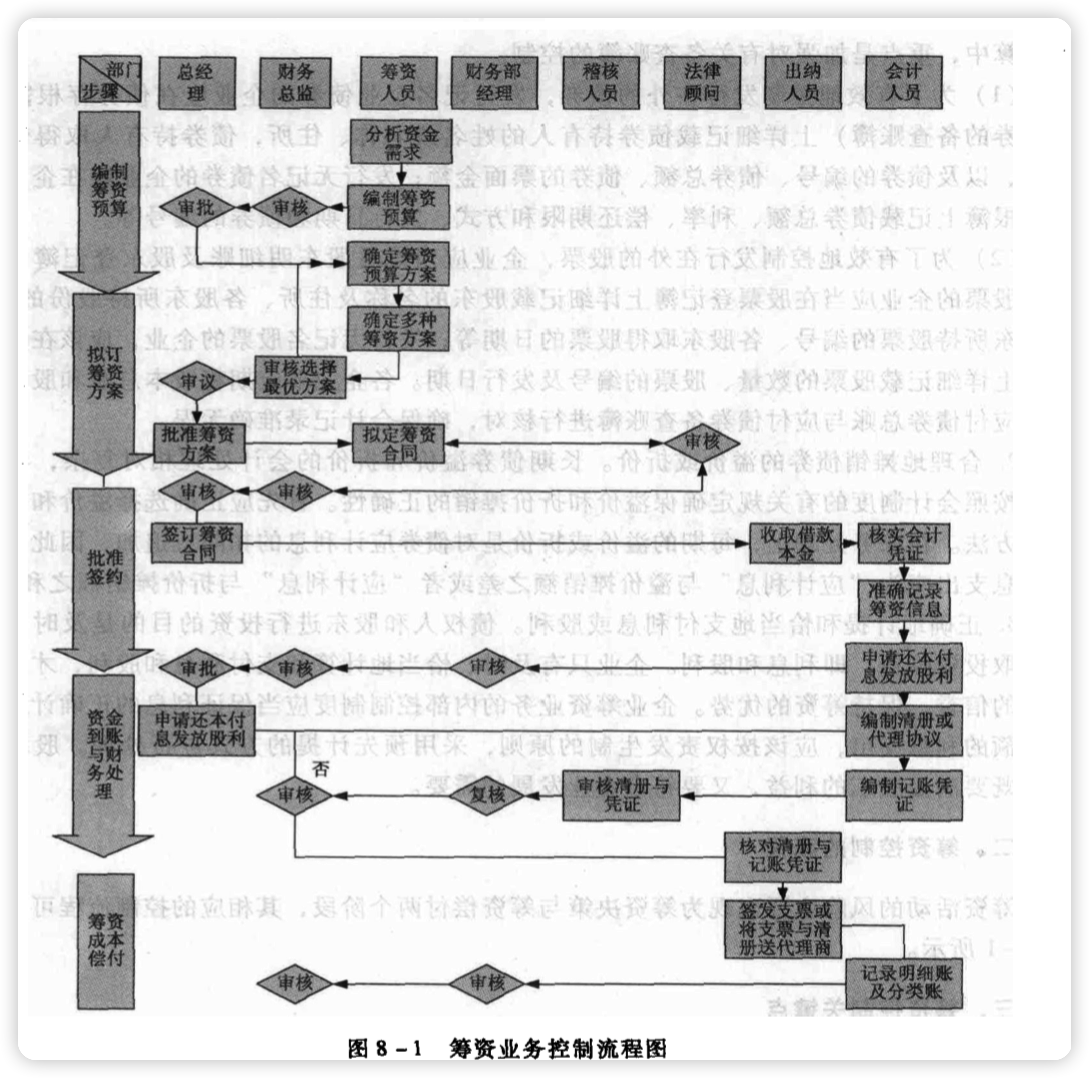 部门
步骤
总经
理
财务
总监
筹资
人员
财务部
经理
稽核
人员
法律
顾问
出纳
人员
会计
人员
编制
筹资
预算
分析资金
需求
审批
审核
编制筹资
预算
确定筹资
预算方案
确定多种
筹资方案
拟订
筹资
方案
审议
审核选择
最优方案
批准筹资
方案
拟定筹资
合同
审核
审核
审核
批准
签约
签订筹资
合同
收取借款
本金
核实会计
凭证
准确记录
筹资信息
审批
审核
审核
申请还本付
息发放股利
资金
到账
与财
务处
理
申请还本付
息发放股利
编制清册或
代理协议
否
审核
复核
审核清册与
凭证
编制记账凭
证
核对清册与
记账凭证
筹资
成本
偿付
签发支票或
将支票与清
册送代理商
审核
审核
记录明细账
及分类账
图 8-1 筹资业务控制流程图